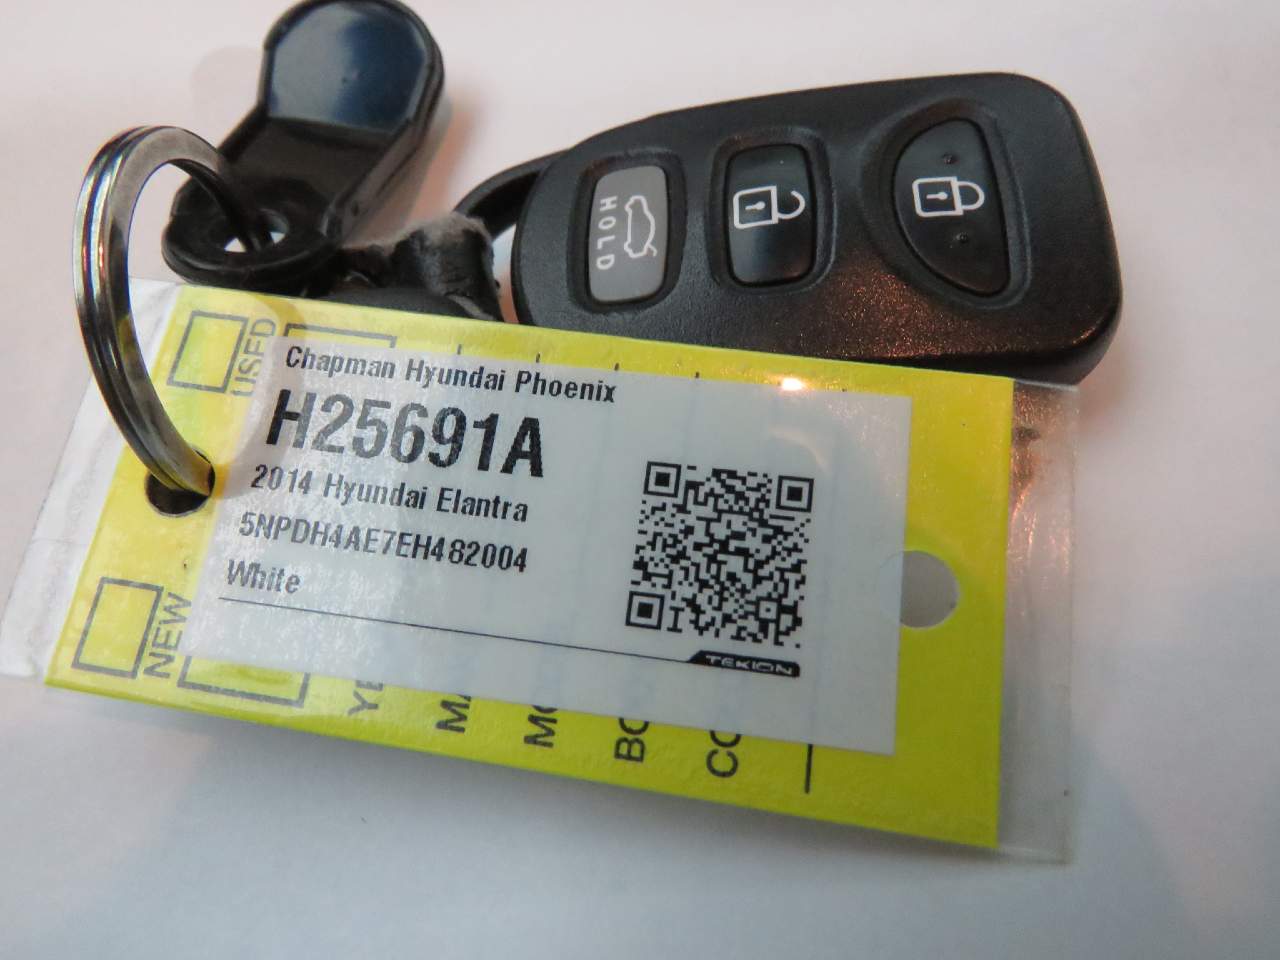 HOLD
USED
Chapman Hyundai Phoenix
H25691A
2014 Hyundai Elantra
5NPDH4AE7EH482004
White
TEKION
NEW